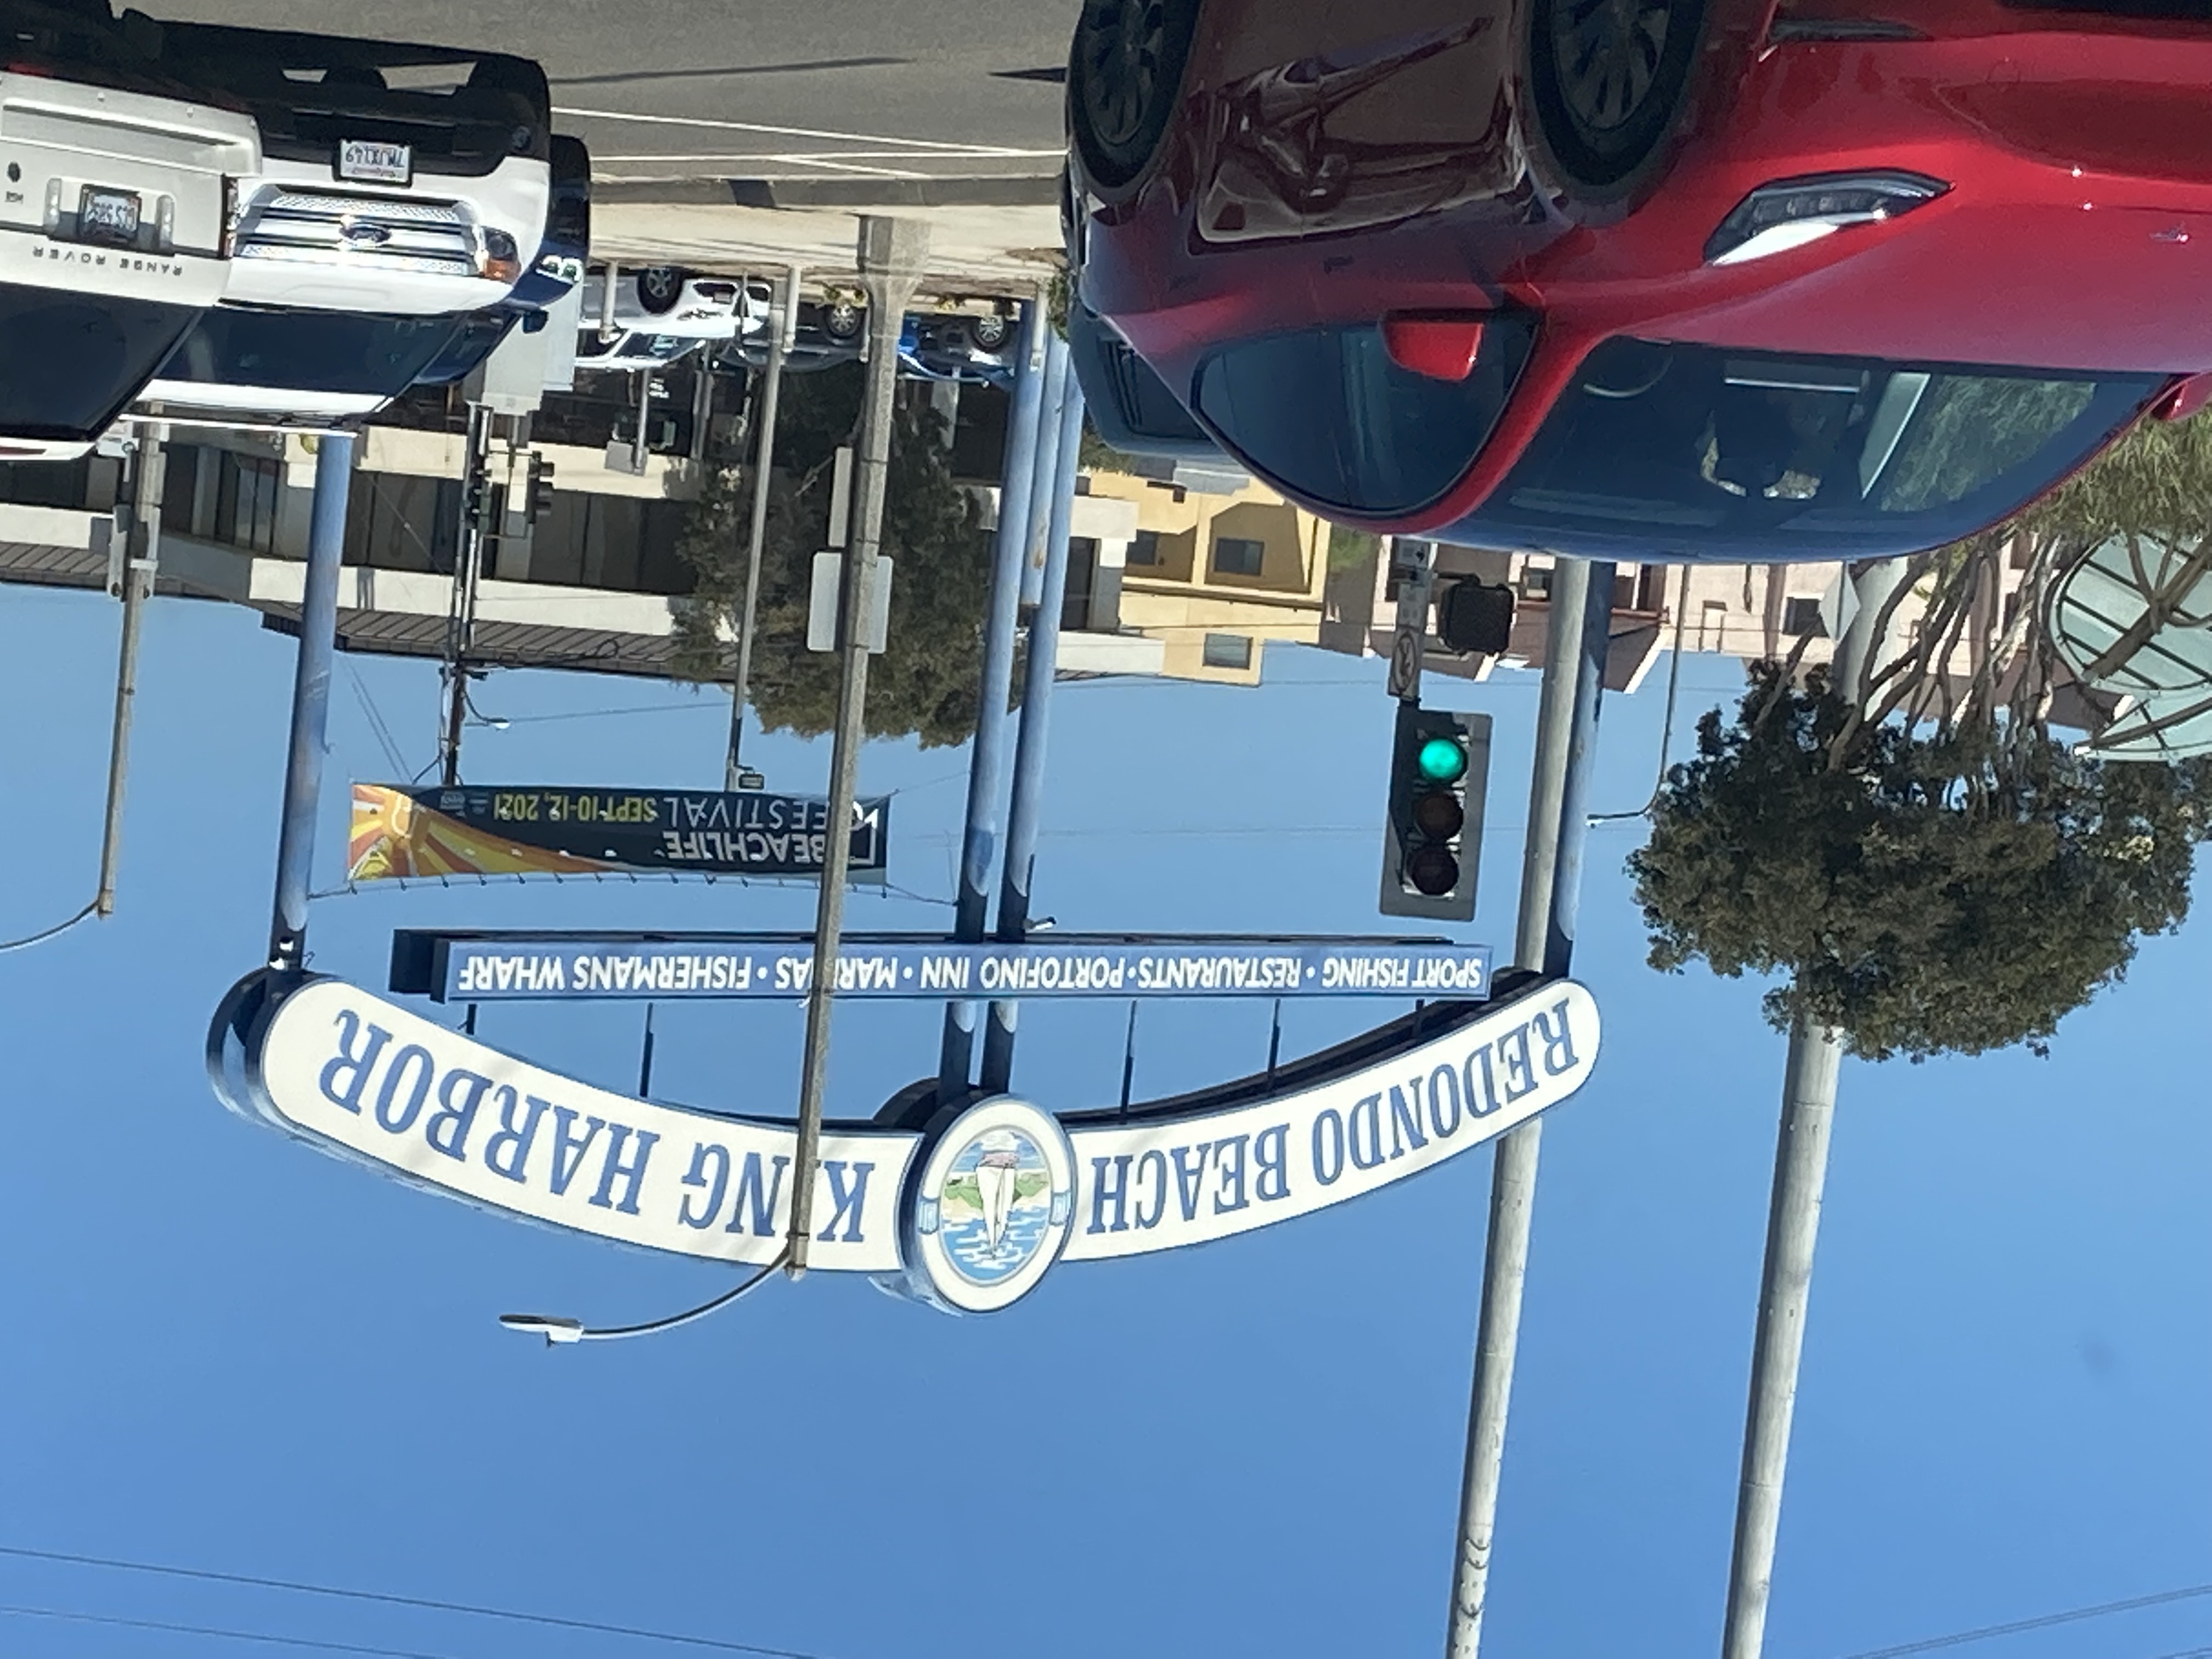 REDONDO BEACH KING HARBOR
SPORT FISHING • RESTAURANTS • PORTOFINO INN • MARINAS • FISHERMANS WHARF
BEACHLIFE
FESTIVAL SEPT 10-12, 2021
RANGE ROVER
7MJX149